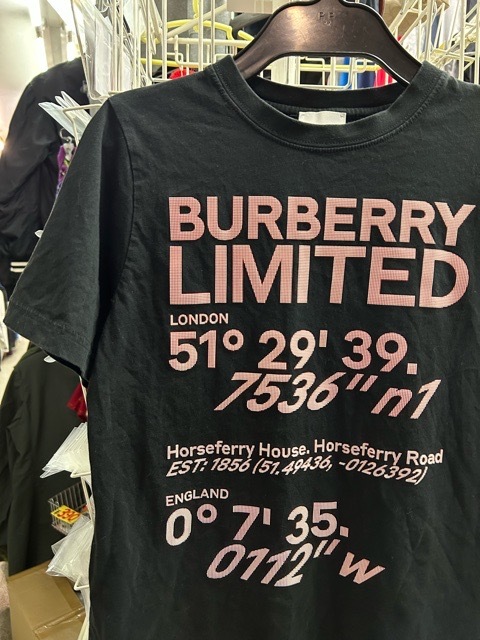 BURBERRY
LIMITED
LONDON
51° 29' 39.
7536" n1
Horseferry House. Horseferry Road
EST: 1856 (51.49436, -0126392)
ENGLAND
0° 7' 35.
0112" w